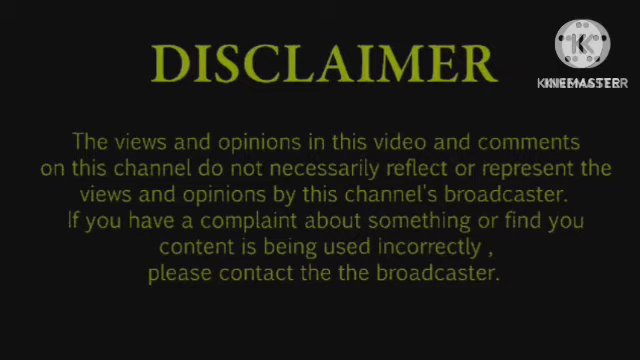 DISCLAIMER
KINEMASTER
The views and opinions in this video and comments
on this channel do not necessarily reflect or represent the
views and opinions by this channel's broadcaster.
If you have a complaint about something or find you
content is being used incorrectly ,
please contact the the broadcaster.